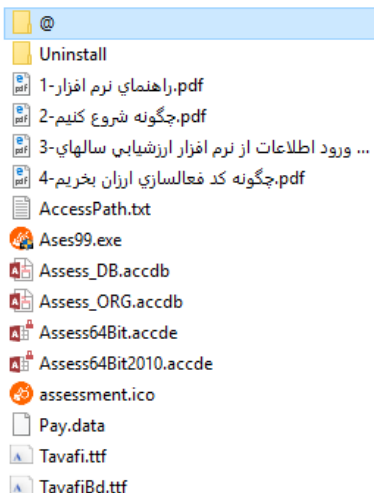 @
Uninstall
1-راهنماي نرم افزار.pdf
2-چگونه شروع كنيم.pdf
3-ورود اطلاعات از نرم افزار ارزشيابي سالهاي ...
4-چگونه كد فعالسازي ارزان بخريم.pdf
AccessPath.txt
Ases99.exe
Assess_DB.accdb
Assess_ORG.accdb
Assess64Bit.accde
Assess64Bit2010.accde
assessment.ico
Pay.data
Tavafi.ttf
TavafiBd.ttf